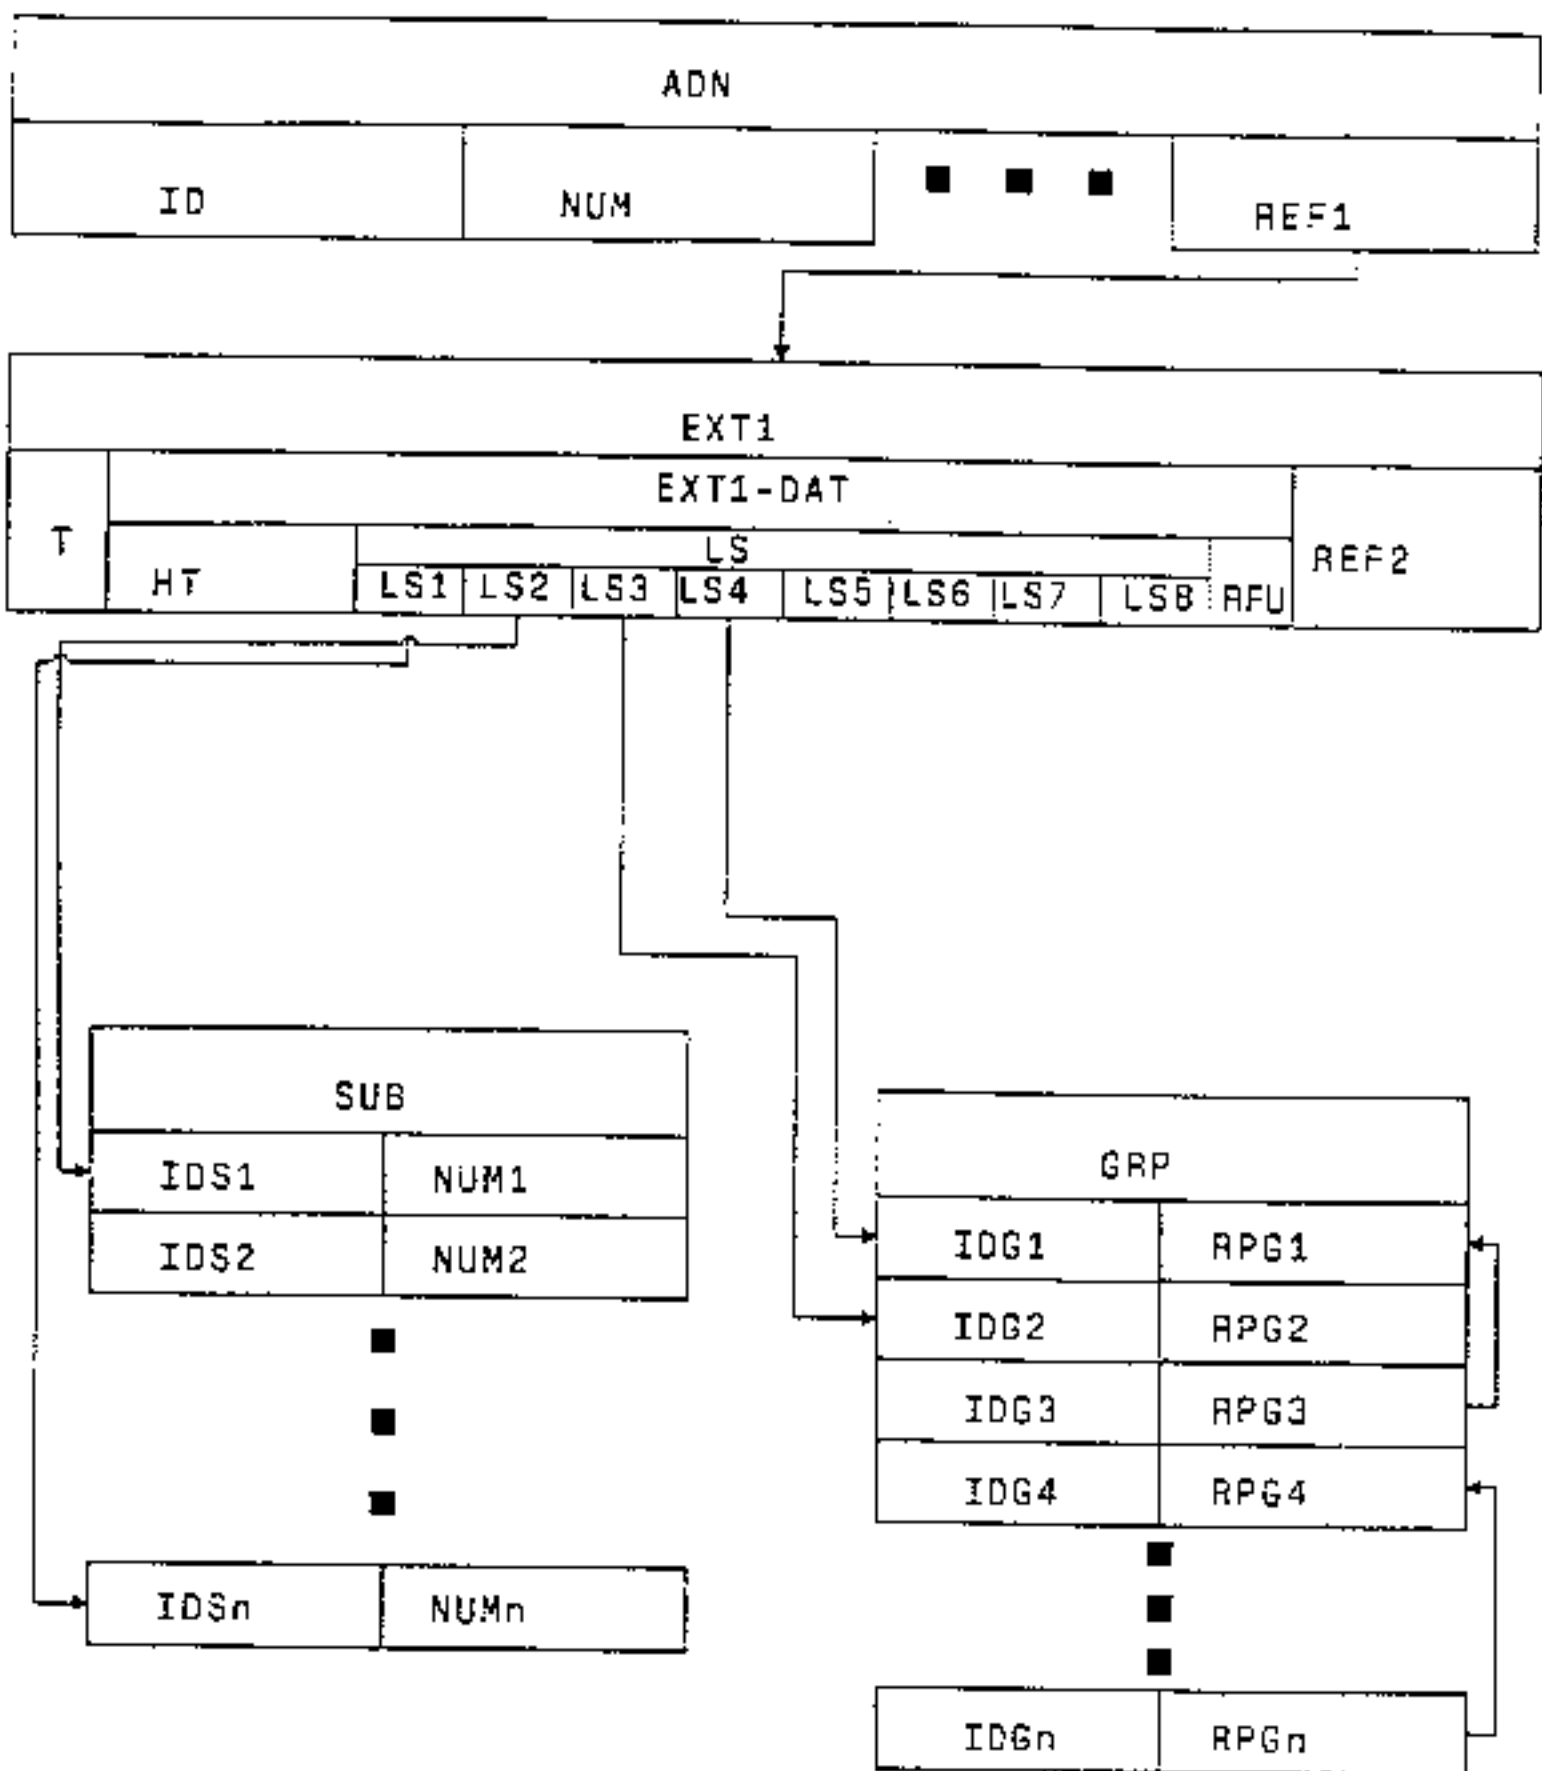 ADN
ID NUM REF1
EXT1
EXT1-DAT
T HT LS REF2
LS1 LS2 LS3 LS4 LS5 LS6 LS7 LS8 RFU
SUB
IDS1 NUM1
IDS2 NUM2
IDSn NUMn
GRP
IDG1 RPG1
IDG2 RPG2
IDG3 RPG3
IDG4 RPG4
IDGn RPGn